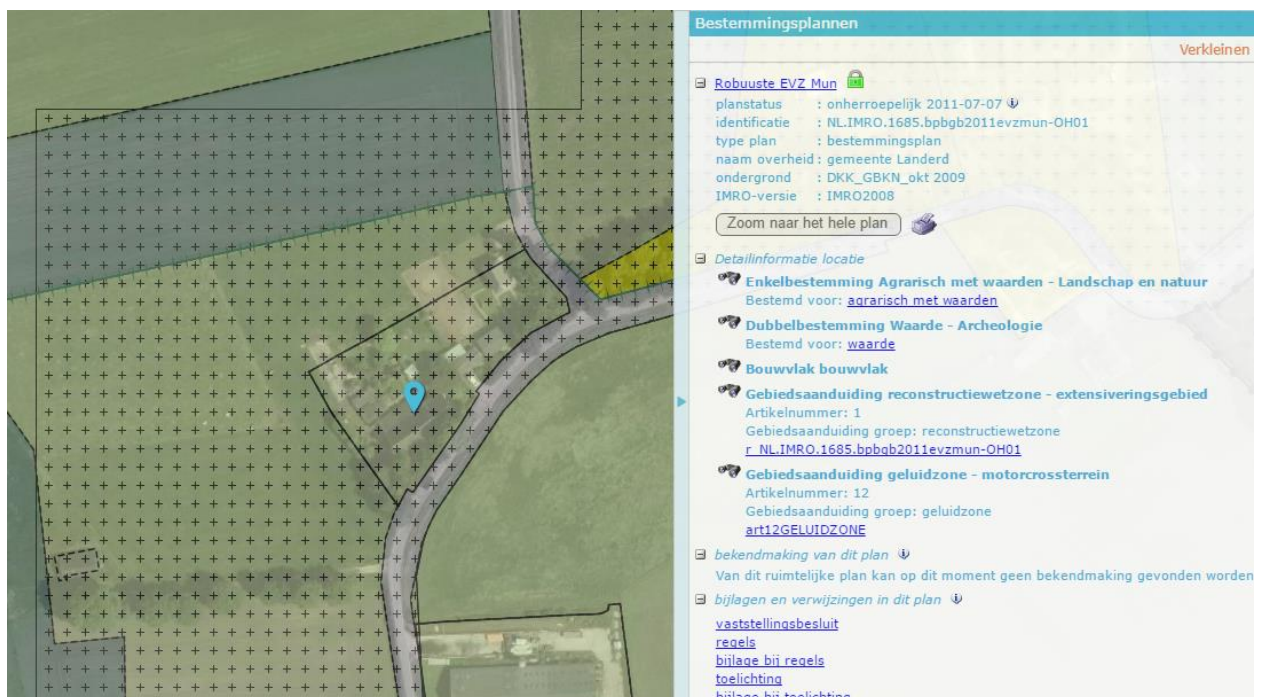 Bestemmingsplannen
Verkleinen
Robuuste EVZ Mun
planstatus : onherroepelijk 2011-07-07
identificatie : NL.IMRO.1685.bpbgb2011evzmun-OH01
type plan : bestemmingsplan
naam overheid : gemeente Landerd
ondergrond : DKK_GBKN_okt 2009
IMRO-versie : IMRO2008
Zoom naar het hele plan
Detailinformatie locatie
Enkelbestemming Agrarisch met waarden - Landschap en natuur
Bestemd voor: agrarisch met waarden
Dubbelbestemming Waarde - Archeologie
Bestemd voor: waarde
Bouwvlak bouwvlak
Gebiedsaanduiding reconstructiewetzone - extensiveringsgebied
Artikelnummer: 1
Gebiedsaanduiding groep: reconstructiewetzone
r_NL.IMRO.1685.bpbgb2011evzmun-OH01
Gebiedsaanduiding geluidzone - motorcrossterrein
Artikelnummer: 12
Gebiedsaanduiding groep: geluidzone
art12GELUIDZONE
bekendmaking van dit plan
Van dit ruimtelijke plan kan op dit moment geen bekendmaking gevonden worden
bijlagen en verwijzingen in dit plan
vaststellingsbesluit
regels
bijlage bij regels
toelichting
bijlage bij toelichting